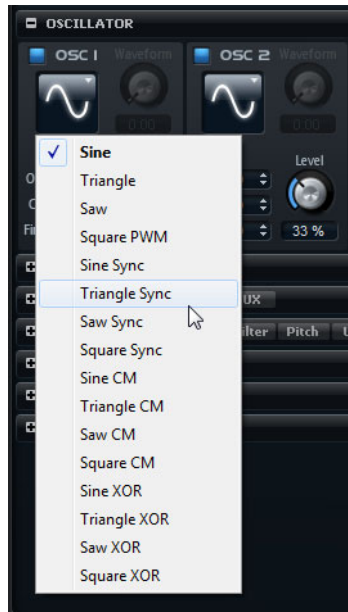 OSCILLATOR
OSC 1 Waveform OSC 2 Waveform
0.00 0.00
Sine
Triangle
Level
Saw
Square PWM
33 %
Sine Sync
Triangle Sync
UX
Saw Sync
ilter Pitch
Square Sync
Sine CM
Triangle CM
Saw CM
Square CM
Sine XOR
Triangle XOR
Saw XOR
Square XOR